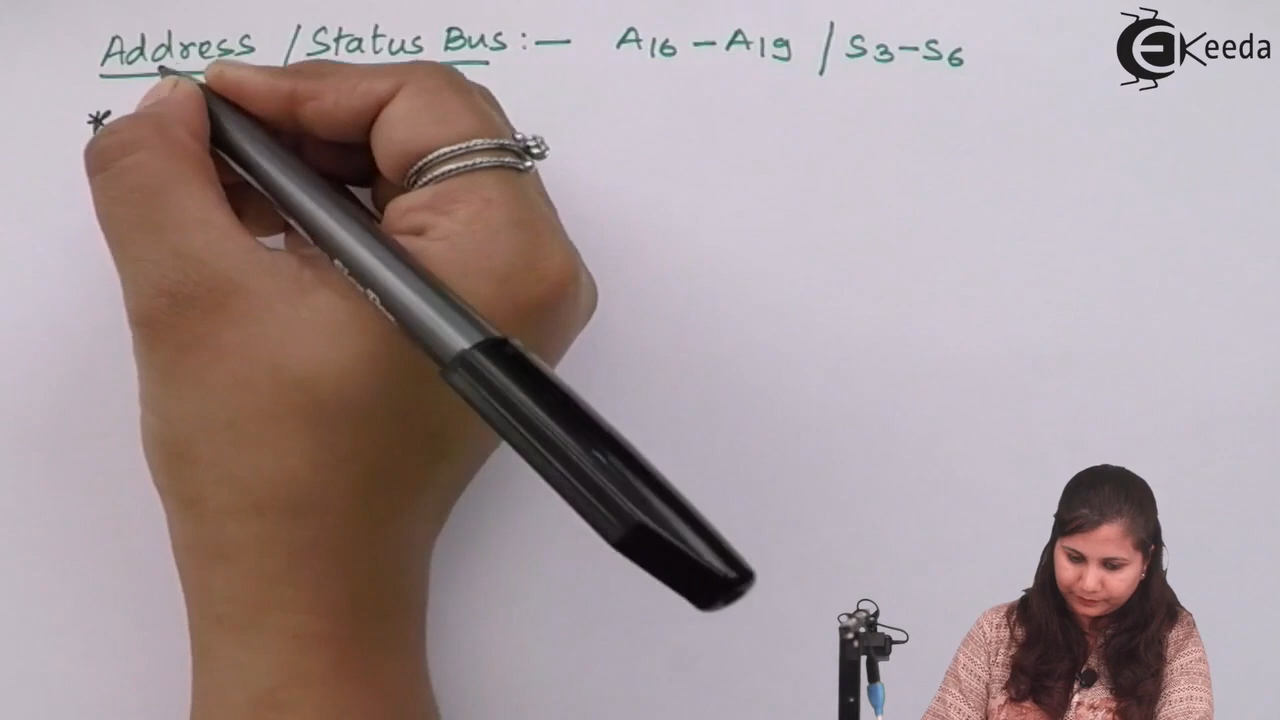 Address / Status Bus :- A16 - A19 / S3-S6
*
EKeeda